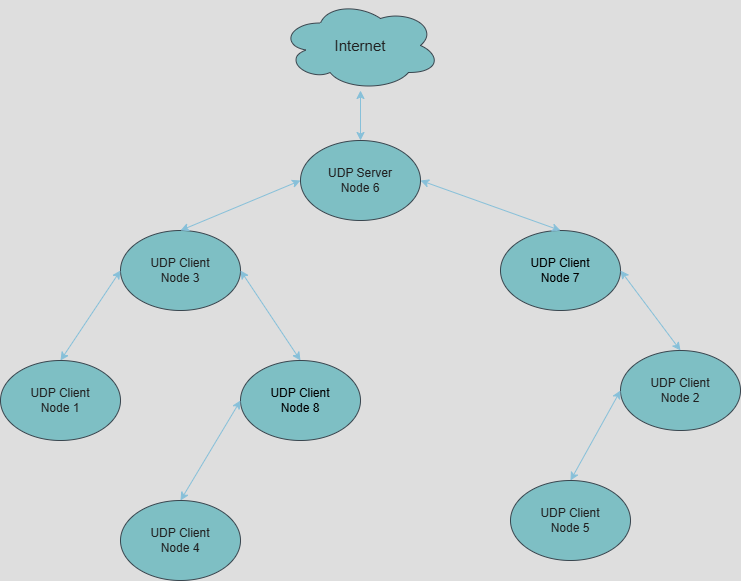 Internet
UDP Server
Node 6
UDP Client
Node 3
UDP Client
Node 7
UDP Client
Node 1
UDP Client
Node 8
UDP Client
Node 2
UDP Client
Node 4
UDP Client
Node 5